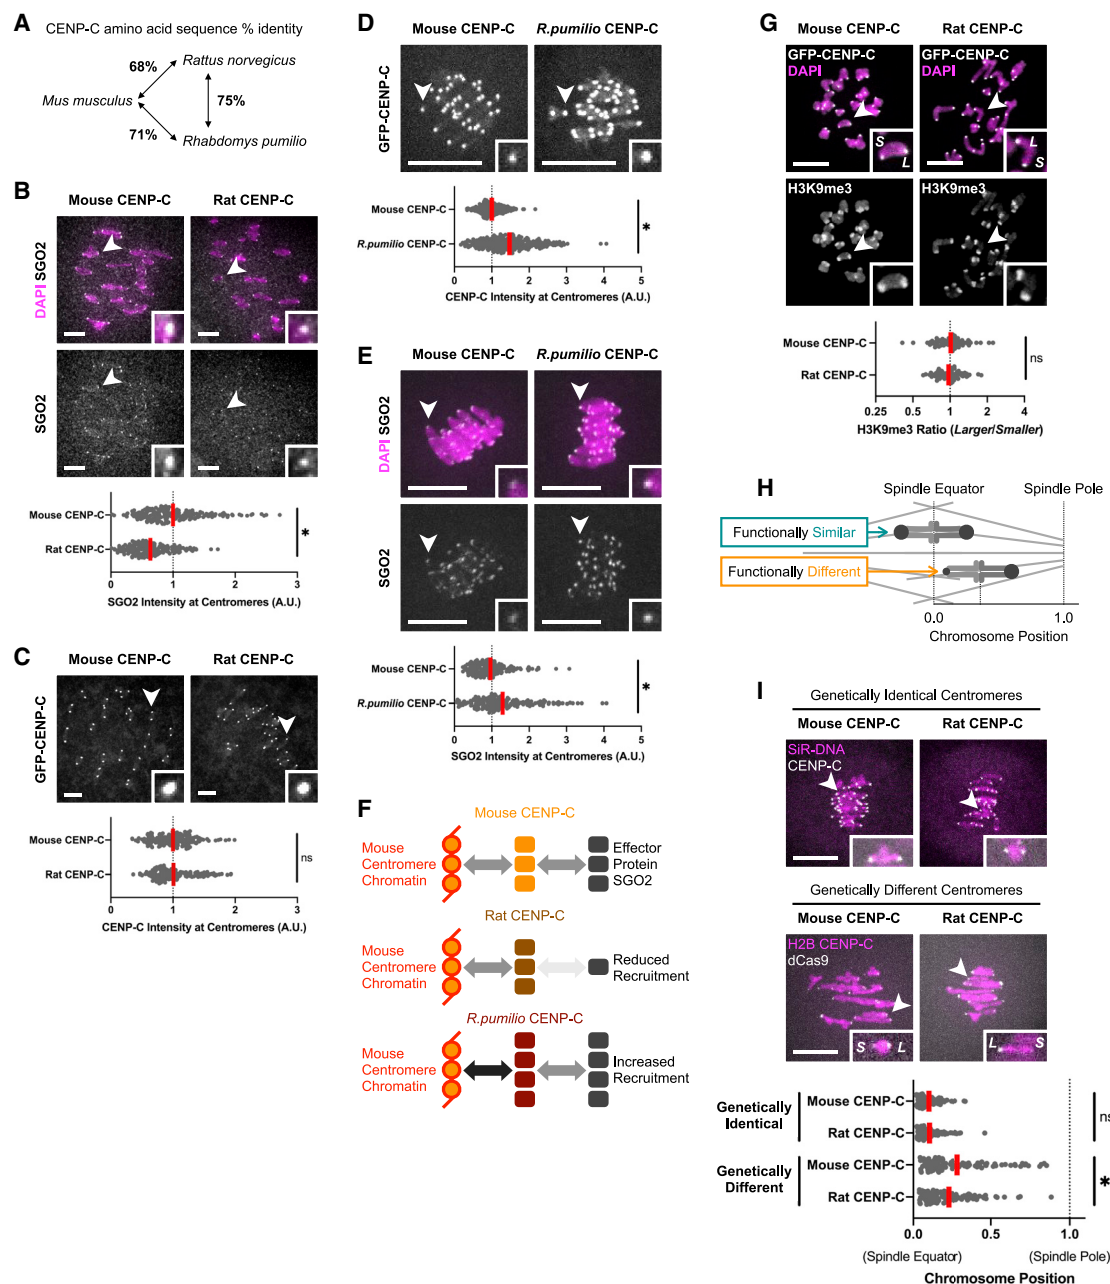 A
CENP-C amino acid sequence % identity
68%
Rattus norvegicus
Mus musculus
75%
71%
Rhabdomys pumilio
B
Mouse CENP-C
Rat CENP-C
DAPI SGO2
SGO2
Mouse CENP-C
Rat CENP-C
*
0
1
2
3
SGO2 Intensity at Centromeres (A.U.)
C
Mouse CENP-C
Rat CENP-C
GFP-CENP-C
Mouse CENP-C
Rat CENP-C
ns
0
1
2
3
CENP-C Intensity at Centromeres (A.U.)
D
Mouse CENP-C
R.pumilio CENP-C
GFP-CENP-C
Mouse CENP-C
R.pumilio CENP-C
*
0
1
2
3
4
5
CENP-C Intensity at Centromeres (A.U.)
E
Mouse CENP-C
R.pumilio CENP-C
DAPI SGO2
SGO2
Mouse CENP-C
R.pumilio CENP-C
*
0
1
2
3
4
5
SGO2 Intensity at Centromeres (A.U.)
F
Mouse CENP-C
Mouse
Centromere
Chromatin
Effector
Protein
SGO2
Rat CENP-C
Mouse
Centromere
Chromatin
Reduced
Recruitment
R.pumilio CENP-C
Mouse
Centromere
Chromatin
Increased
Recruitment
G
Mouse CENP-C
Rat CENP-C
GFP-CENP-C
DAPI
S
L
GFP-CENP-C
DAPI
L
S
H3K9me3
H3K9me3
Mouse CENP-C
Rat CENP-C
ns
0.25
0.5
1
2
4
H3K9me3 Ratio (Larger/Smaller)
H
Spindle Equator
Spindle Pole
Functionally Similar
Functionally Different
0.0
1.0
Chromosome Position
I
Genetically Identical Centromeres
Mouse CENP-C
Rat CENP-C
SiR-DNA
CENP-C
Genetically Different Centromeres
Mouse CENP-C
Rat CENP-C
H2B CENP-C
dCas9
S
L
L
S
Genetically
Identical
Mouse CENP-C
Rat CENP-C
ns
Genetically
Different
Mouse CENP-C
Rat CENP-C
*
0.0
0.5
1.0
(Spindle Equator)
(Spindle Pole)
Chromosome Position